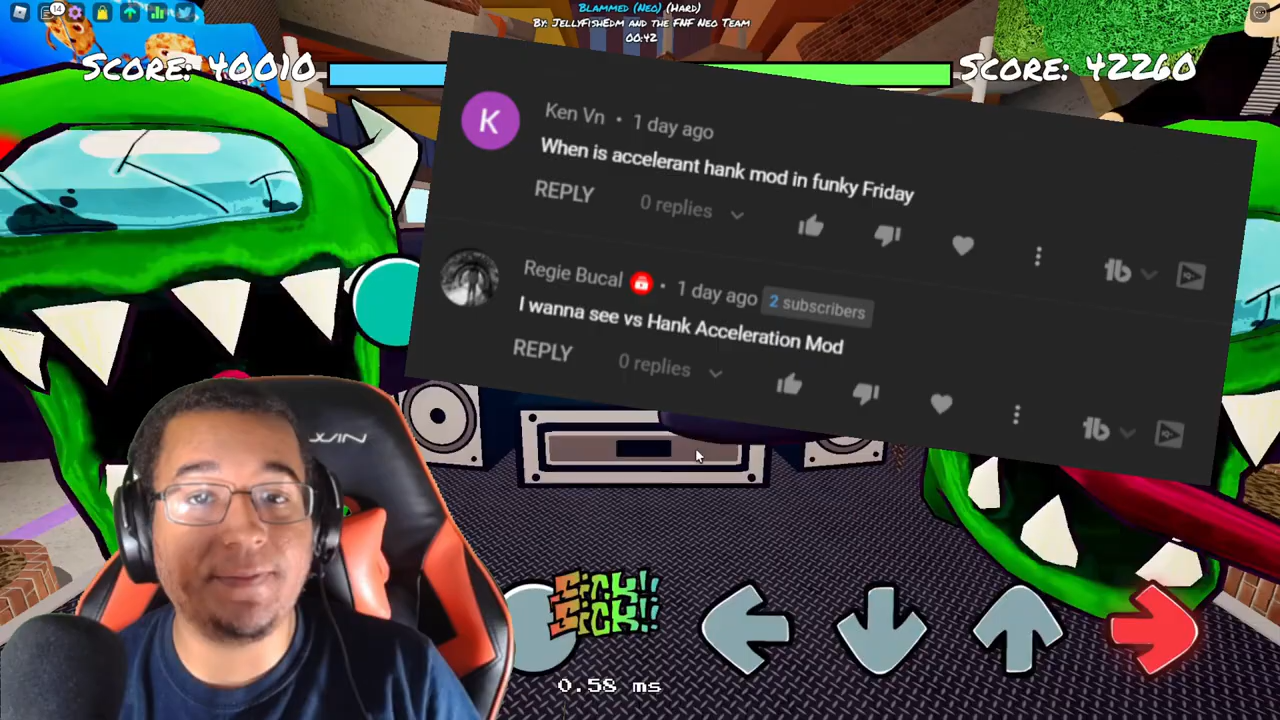 14
Blammed (Neo) (Hard)
By: JellyFishEdm and the FNF Neo Team
00:42
Score: 40010
Score: 42260
K
Ken Vn • 1 day ago
When is accelerant hank mod in funky Friday
REPLY
0 replies
Regie Bucal • 1 day ago 2 subscribers
I wanna see vs Hank Acceleration Mod
REPLY
0 replies
Sick!!
Sick!!
0.58 ms